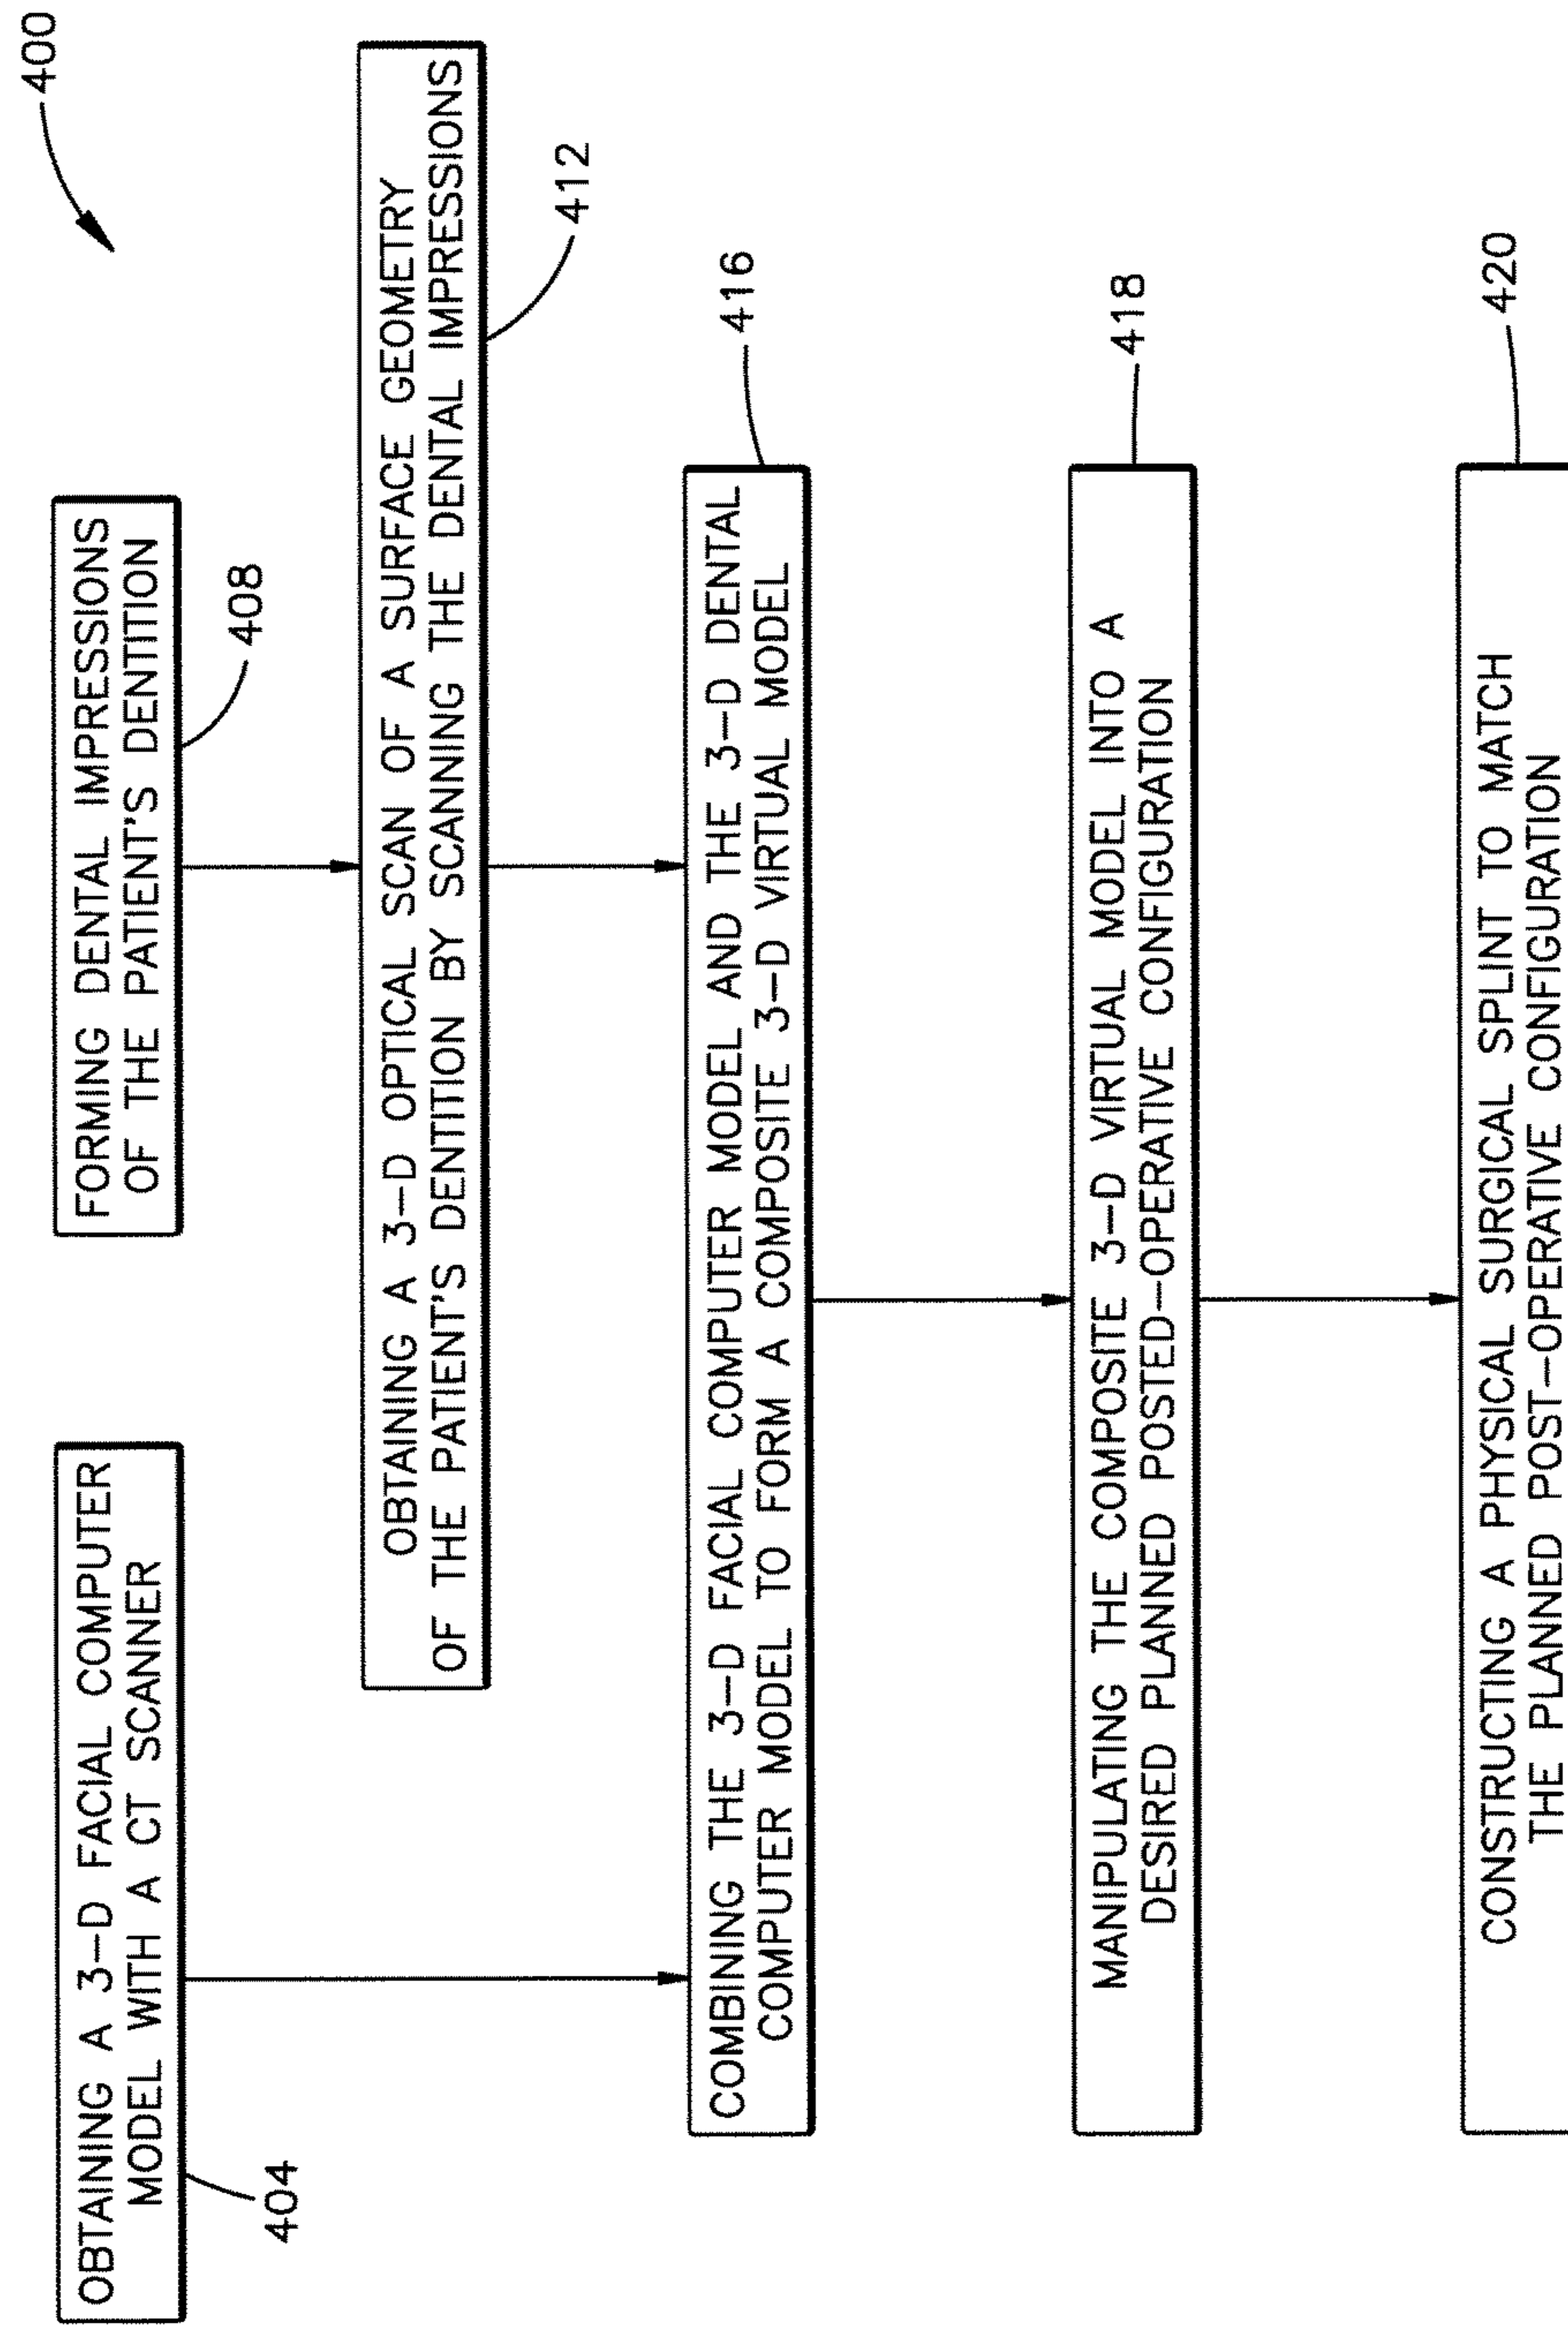 400
OBTAINING A 3-D FACIAL COMPUTER
MODEL WITH A CT SCANNER
404
FORMING DENTAL IMPRESSIONS
OF THE PATIENT'S DENTITION
408
OBTAINING A 3-D OPTICAL SCAN OF A SURFACE GEOMETRY
OF THE PATIENT'S DENTITION BY SCANNING THE DENTAL IMPRESSIONS
412
COMBINING THE 3-D FACIAL COMPUTER MODEL AND THE 3-D DENTAL
COMPUTER MODEL TO FORM A COMPOSITE 3-D VIRTUAL MODEL
416
MANIPULATING THE COMPOSITE 3-D VIRTUAL MODEL INTO A
DESIRED PLANNED POSTED-OPERATIVE CONFIGURATION
418
CONSTRUCTING A PHYSICAL SURGICAL SPLINT TO MATCH
THE PLANNED POST-OPERATIVE CONFIGURATION
420